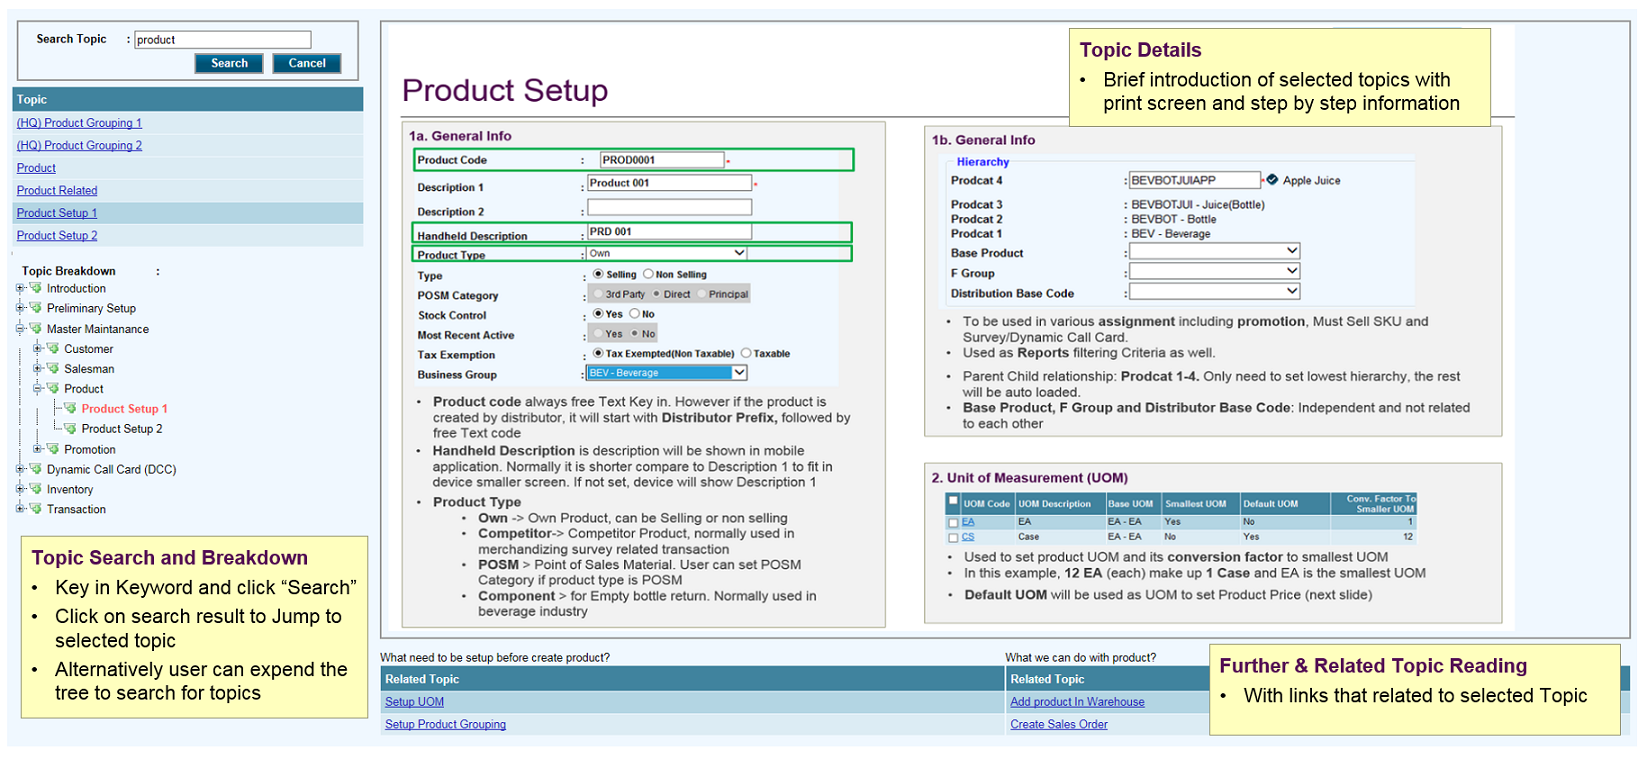 Search Topic : product
Search Cancel
Topic
(HQ) Product Grouping 1
(HQ) Product Grouping 2
Product
Product Related
Product Setup 1
Product Setup 2
Topic Breakdown :
Introduction
Preliminary Setup
Master Maintanance
Customer
Salesman
Product
Product Setup 1
Product Setup 2
Promotion
Dynamic Call Card (DCC)
Inventory
Transaction
Topic Search and Breakdown
• Key in Keyword and click “Search”
• Click on search result to Jump to
selected topic
• Alternatively user can expend the
tree to search for topics
Topic Details
• Brief introduction of selected topics with
print screen and step by step information
Product Setup
1a. General Info
Product Code : PROD0001 *
Description 1 : Product 001 *
Description 2 :
Handheld Description : PRD 001
Product Type : Own
Type : Selling Non Selling
POSM Category : 3rd Party Direct Principal
Stock Control : Yes No
Most Recent Active : Yes No
Tax Exemption : Tax Exempted(Non Taxable) Taxable
Business Group : BEV - Beverage
• Product code always free Text Key in. However if the product is
created by distributor, it will start with Distributor Prefix, followed by
free Text code
• Handheld Description is description will be shown in mobile
application. Normally it is shorter compare to Description 1 to fit in
device smaller screen. If not set, device will show Description 1
• Product Type
• Own -> Own Product, can be Selling or non selling
• Competitor-> Competitor Product, normally used in
merchandizing survey related transaction
• POSM > Point of Sales Material. User can set POSM
Category if product type is POSM
• Component > for Empty bottle return. Normally used in
beverage industry
1b. General Info
Hierarchy
Prodcat 4 : BEVBOTJUIAPP * Apple Juice
Prodcat 3 : BEVBOTJUI - Juice(Bottle)
Prodcat 2 : BEVBOT - Bottle
Prodcat 1 : BEV - Beverage
Base Product :
F Group :
Distribution Base Code :
• To be used in various assignment including promotion, Must Sell SKU and
Survey/Dynamic Call Card.
• Used as Reports filtering Criteria as well.
• Parent Child relationship: Prodcat 1-4. Only need to set lowest hierarchy, the rest
will be auto loaded.
• Base Product, F Group and Distributor Base Code: Independent and not related
to each other
2. Unit of Measurement (UOM)
UOM Code UOM Description Base UOM Smallest UOM Default UOM Conv. Factor To Smaller UOM
EA EA EA - EA Yes No 1
CS Case EA - EA No Yes 12
• Used to set product UOM and its conversion factor to smallest UOM
• In this example, 12 EA (each) make up 1 Case and EA is the smallest UOM
• Default UOM will be used as UOM to set Product Price (next slide)
What need to be setup before create product?
Related Topic
Setup UOM
Setup Product Grouping
What we can do with product?
Related Topic
Add product In Warehouse
Create Sales Order
Further & Related Topic Reading
• With links that related to selected Topic